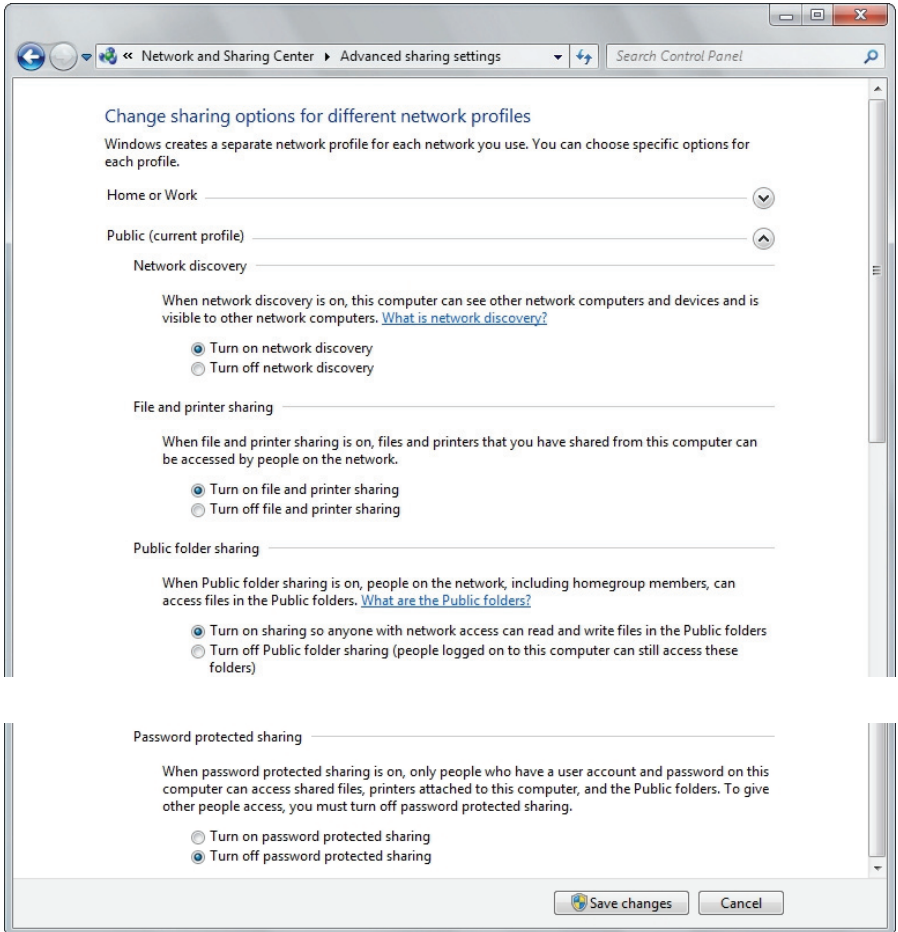 « Network and Sharing Center ▸ Advanced sharing settings
Search Control Panel
Change sharing options for different network profiles
Windows creates a separate network profile for each network you use. You can choose specific options for
each profile.
Home or Work
Public (current profile)
Network discovery
When network discovery is on, this computer can see other network computers and devices and is
visible to other network computers. What is network discovery?
Turn on network discovery
Turn off network discovery
File and printer sharing
When file and printer sharing is on, files and printers that you have shared from this computer can
be accessed by people on the network.
Turn on file and printer sharing
Turn off file and printer sharing
Public folder sharing
When Public folder sharing is on, people on the network, including homegroup members, can
access files in the Public folders. What are the Public folders?
Turn on sharing so anyone with network access can read and write files in the Public folders
Turn off Public folder sharing (people logged on to this computer can still access these
folders)
Password protected sharing
When password protected sharing is on, only people who have a user account and password on this
computer can access shared files, printers attached to this computer, and the Public folders. To give
other people access, you must turn off password protected sharing.
Turn on password protected sharing
Turn off password protected sharing
Save changes
Cancel